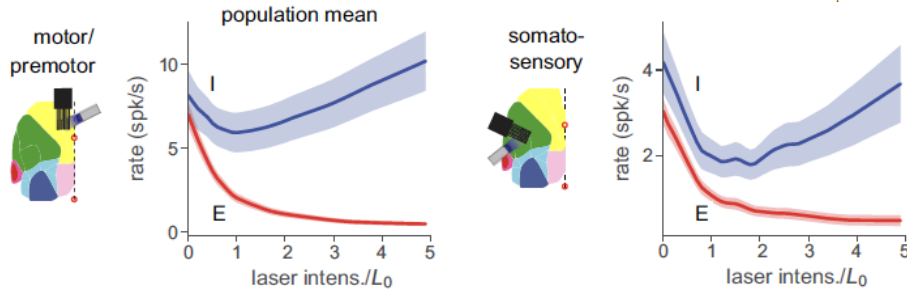 population mean
motor/
premotor
rate (spk/s)
10
5
0
I
E
0 1 2 3 4 5
laser intens./L₀
somato-
sensory
rate (spk/s)
4
2
I
E
0 1 2 3 4 5
laser intens./L₀